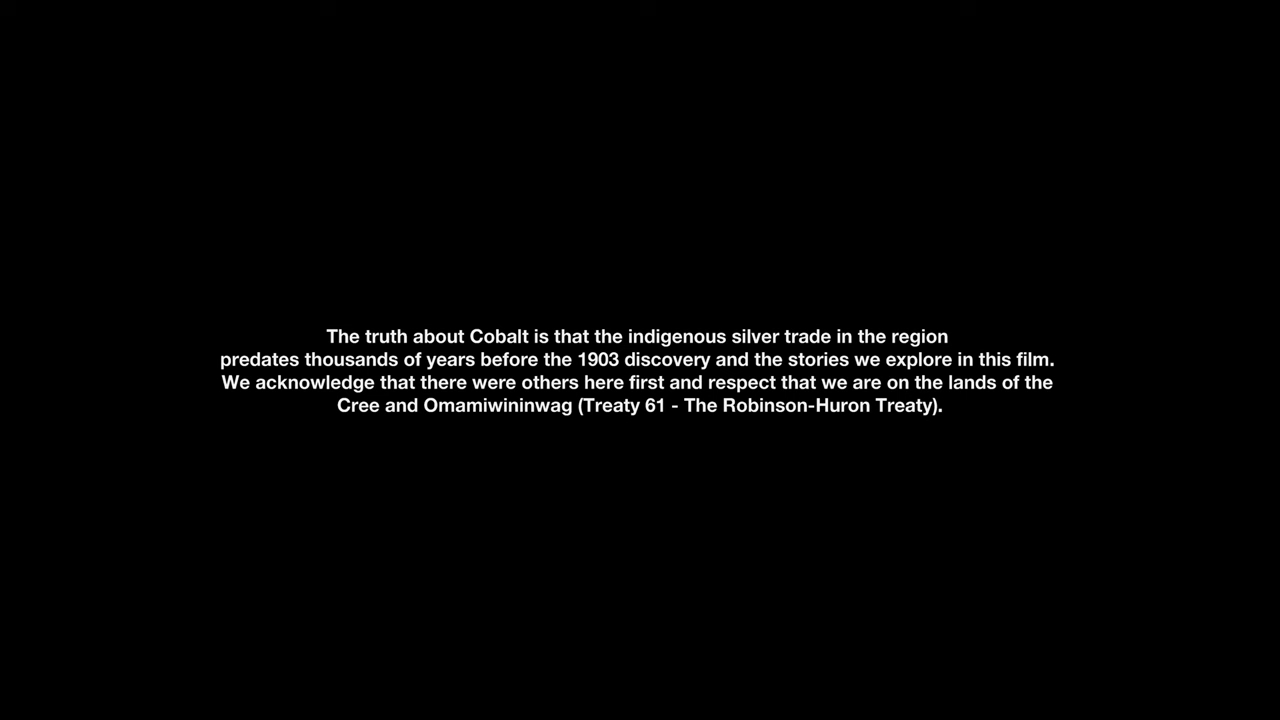 The truth about Cobalt is that the indigenous silver trade in the region
predates thousands of years before the 1903 discovery and the stories we explore in this film.
We acknowledge that there were others here first and respect that we are on the lands of the
Cree and Omamiwininwag (Treaty 61 - The Robinson-Huron Treaty).